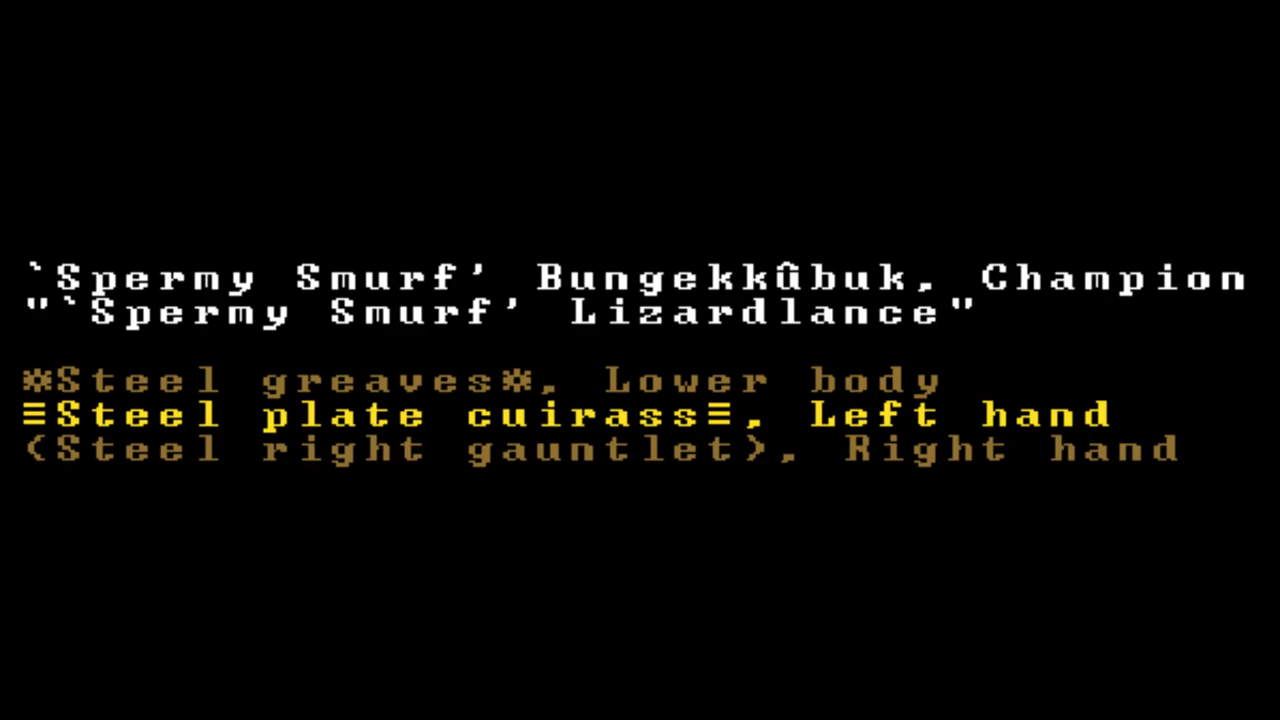 `Spermy Smurf' Bungekkûbuk, Champion
"`Spermy Smurf' Lizardlance"
☼Steel greaves☼, Lower body
≡Steel plate cuirass≡, Left hand
(Steel right gauntlet), Right hand